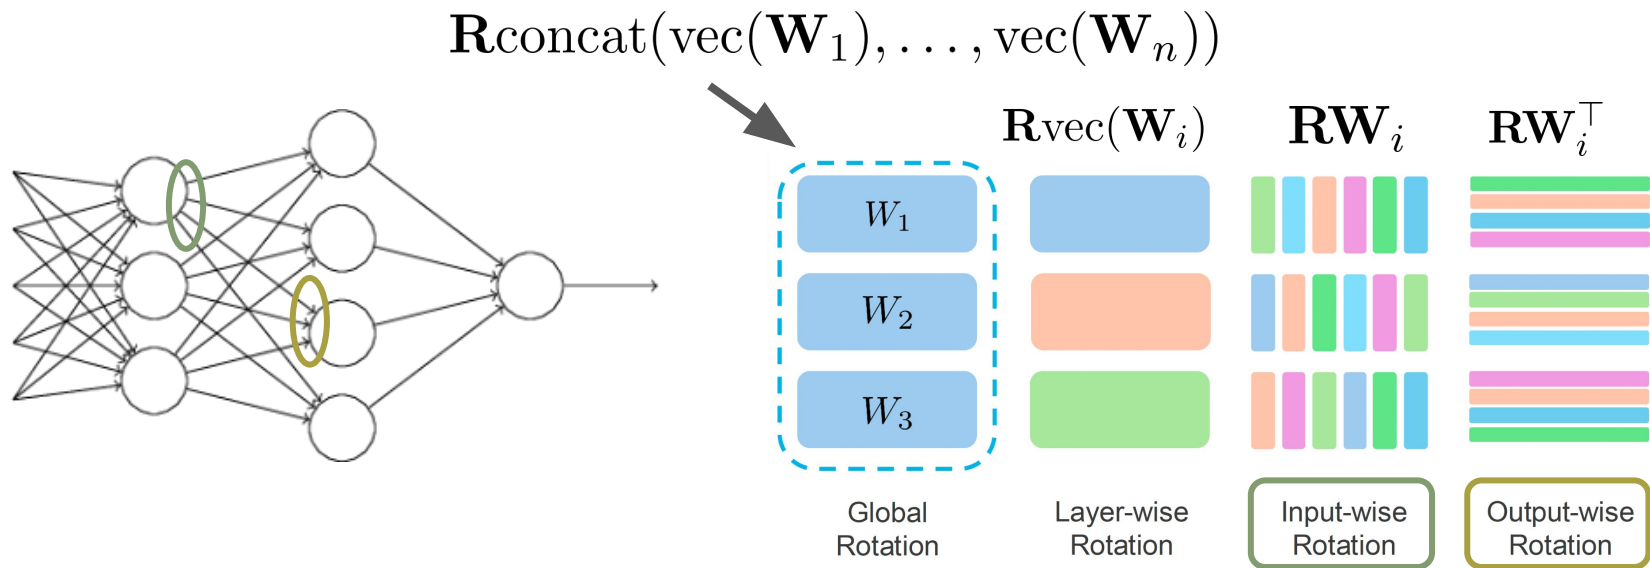 Rconcat(vec(W₁), . . . , vec(Wₙ))
Rvec(Wᵢ)
RWᵢ
RWᵢ^⊤
W₁
W₂
W₃
Global
Rotation
Layer-wise
Rotation
Input-wise
Rotation
Output-wise
Rotation